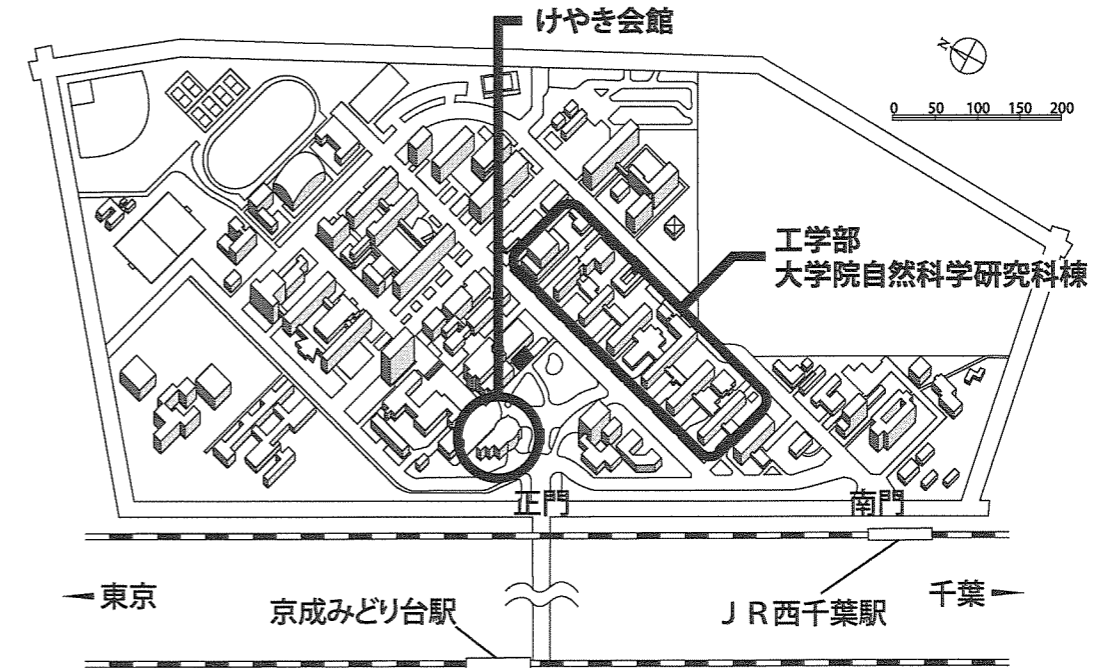 けやき会館
N
0 50 100 150 200
工学部
大学院自然科学研究科棟
正門
南門
東京
千葉
京成みどり台駅
JR西千葉駅